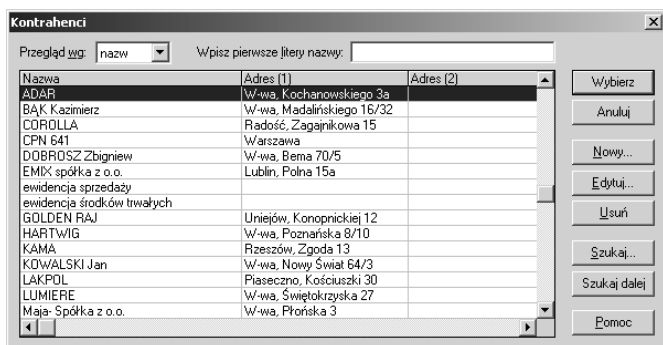 Kontrahenci
Przegląd wg: nazw Wpisz pierwsze litery nazwy:
Nazwa Adres (1) Adres (2)
ADAR W-wa, Kochanowskiego 3a
BĄK Kazimierz W-wa, Madalińskiego 16/32
COROLLA Radość, Zagajnikowa 15
CPN 641 Warszawa
DOBROSZ Zbigniew W-wa, Bema 70/5
EMIX spółka z o.o. Lublin, Polna 15a
ewidencja sprzedaży
ewidencja środków trwałych
GOLDEN RAJ Uniejów, Konopnickiej 12
HARTWIG W-wa, Poznańska 8/10
KAMA Rzeszów, Zgoda 13
KOWALSKI Jan W-wa, Nowy Świat 64/3
LAKPOL Piaseczno, Kościuszki 30
LUMIERE W-wa, Świętokrzyska 27
Maja- Spółka z o.o. W-wa, Płońska 3
Wybierz
Anuluj
Nowy...
Edytuj...
Usuń
Szukaj...
Szukaj dalej
Pomoc